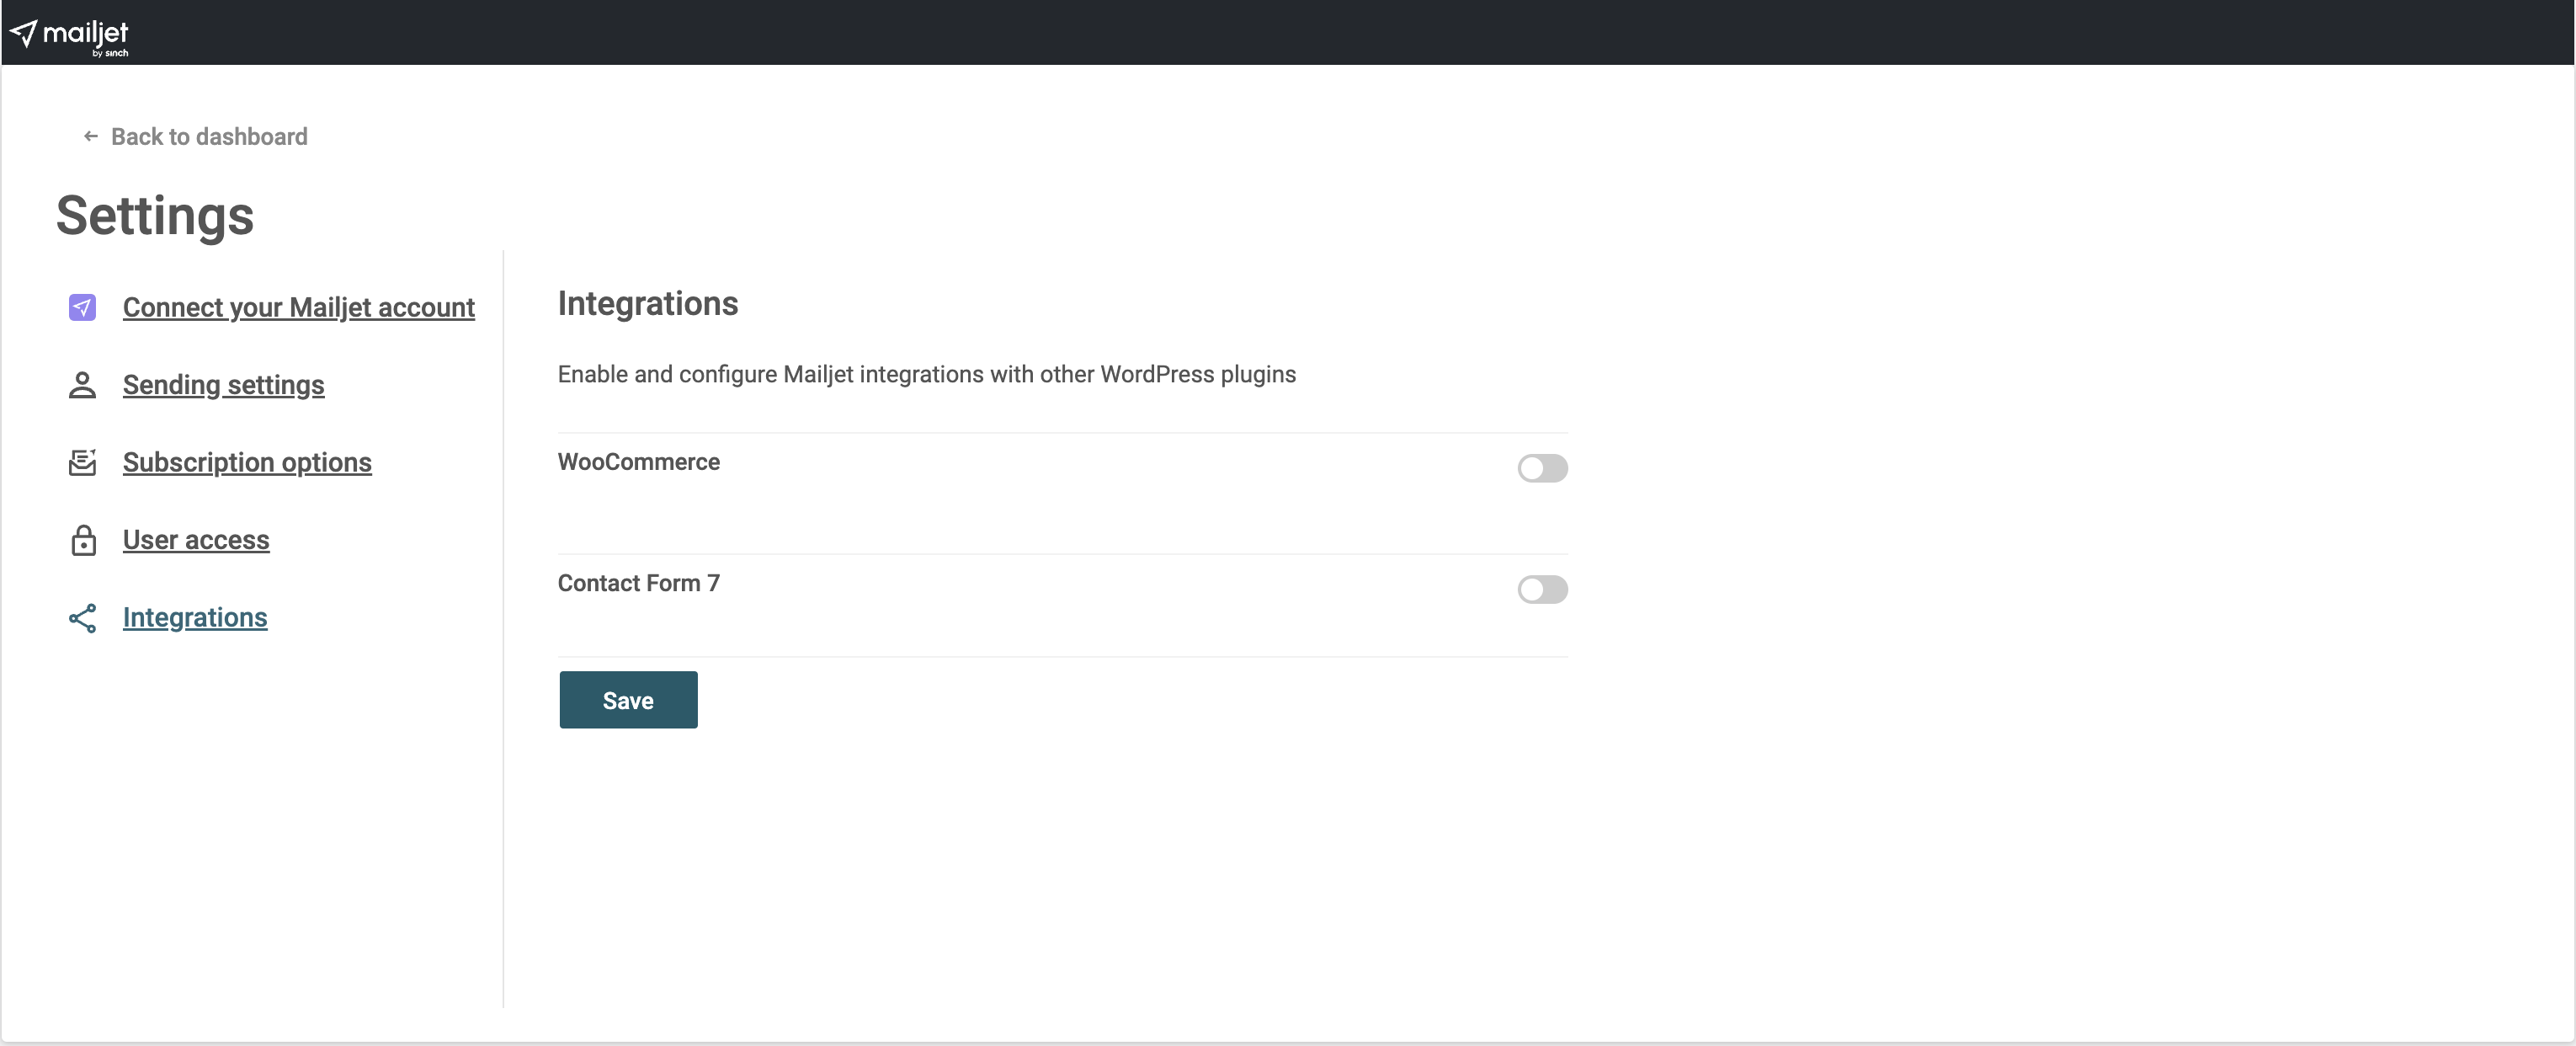 mailjet
by sinch
Back to dashboard
Settings
Connect your Mailjet account
Sending settings
Subscription options
User access
Integrations
Integrations
Enable and configure Mailjet integrations with other WordPress plugins
WooCommerce
Contact Form 7
Save